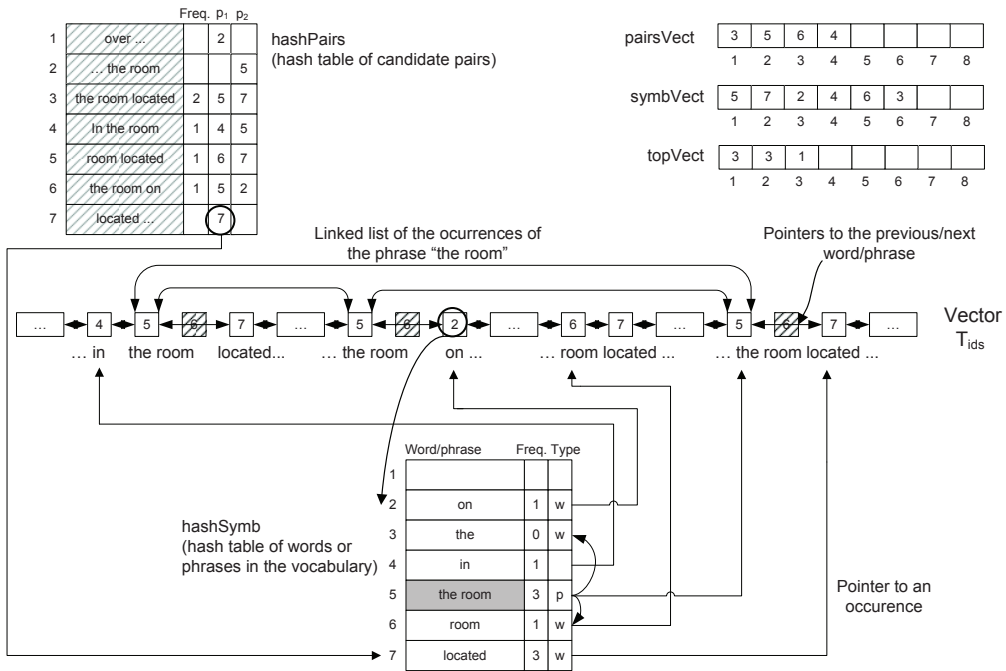 Freq. p1 p2
1 over ... 2
2 ... the room 5
3 the room located 2 5 7
4 In the room 1 4 5
5 room located 1 6 7
6 the room on 1 5 2
7 located ... 7
hashPairs
(hash table of candidate pairs)
pairsVect 3 5 6 4
1 2 3 4 5 6 7 8
symbVect 5 7 2 4 6 3
1 2 3 4 5 6 7 8
topVect 3 3 1
1 2 3 4 5 6 7 8
Linked list of the ocurrences of
the phrase “the room”
Pointers to the previous/next
word/phrase
... 4 5 6 7 ... 5 6 2 ... 6 7 ... 5 6 7 ...
Vector
Tids
... in the room located... ... the room on ... ... room located ... ... the room located ...
Word/phrase Freq. Type
1
2 on 1 w
3 the 0 w
4 in 1
5 the room 3 p
6 room 1 w
7 located 3 w
hashSymb
(hash table of words or
phrases in the vocabulary)
Pointer to an
occurence